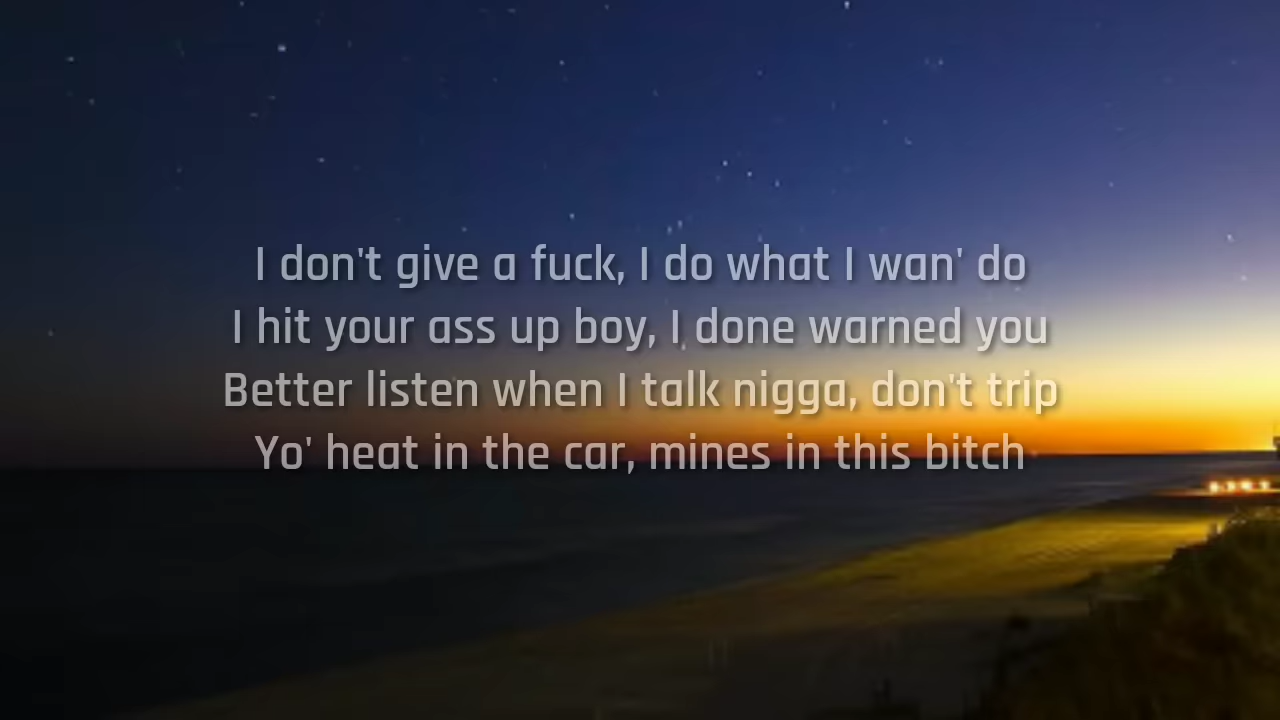 I don't give a fuck, I do what I wan' do
I hit your ass up boy, I done warned you
Better listen when I talk nigga, don't trip
Yo' heat in the car, mines in this bitch